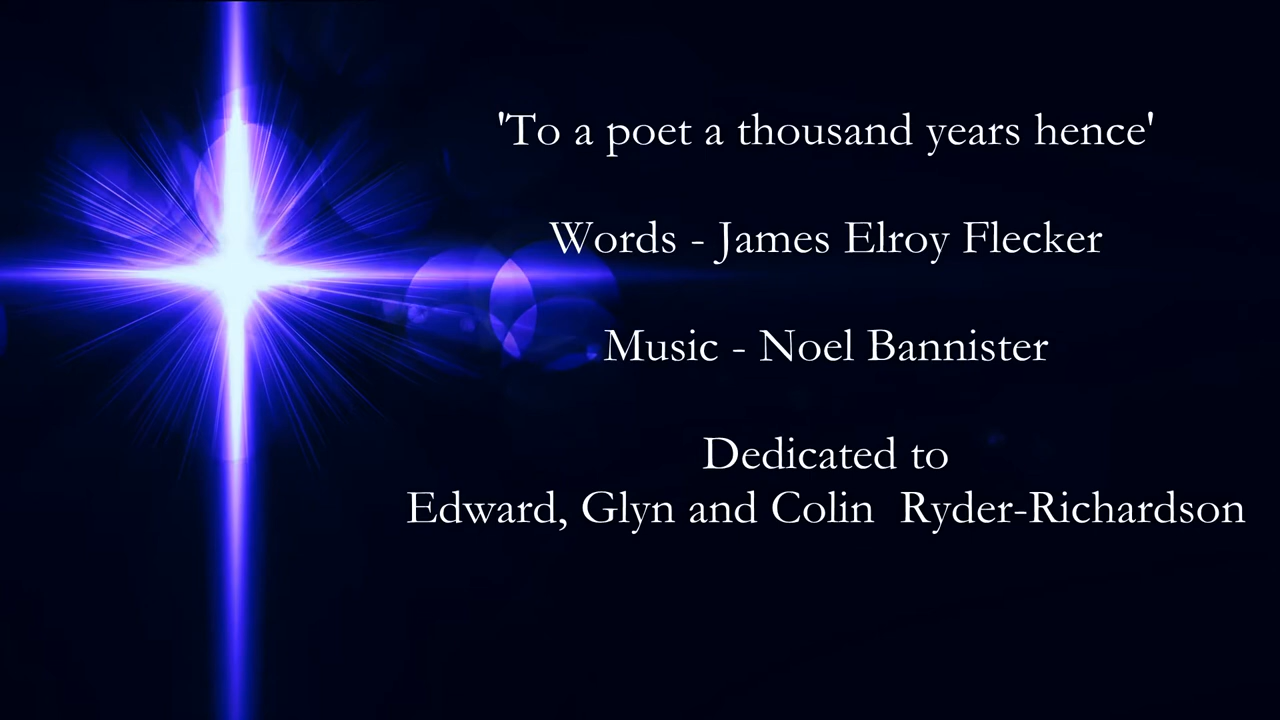 'To a poet a thousand years hence'
Words - James Elroy Flecker
Music - Noel Bannister
Dedicated to
Edward, Glyn and Colin  Ryder-Richardson